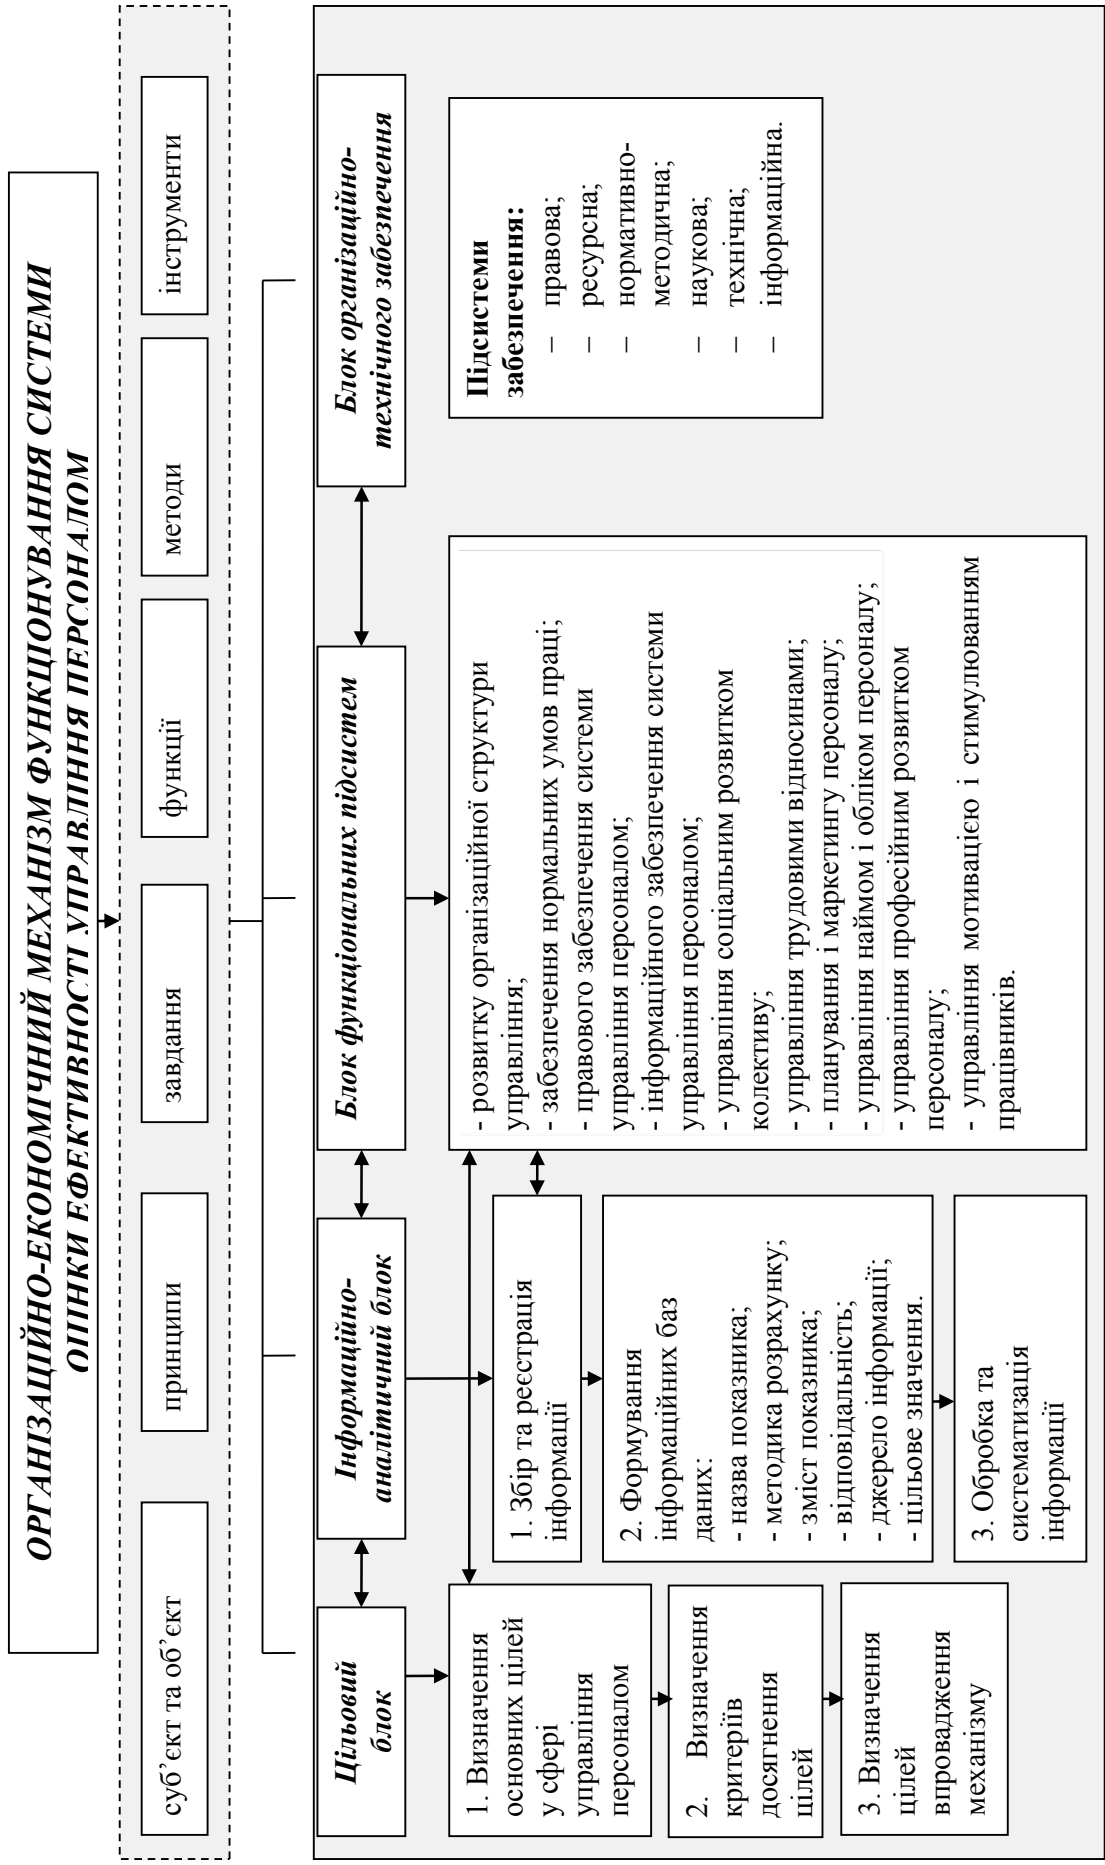 ОРГАНІЗАЦІЙНО-ЕКОНОМІЧНИЙ МЕХАНІЗМ ФУНКЦІОНУВАННЯ СИСТЕМИ
ОЦІНКИ ЕФЕКТИВНОСТІ УПРАВЛІННЯ ПЕРСОНАЛОМ
суб’єкт та об’єкт
принципи
завдання
функції
методи
інструменти
Цільовий
блок
Інформаційно-
аналітичний блок
Блок функціональних підсистем
Блок організаційно-
технічного забезпечення
1. Визначення
основних цілей
у сфері
управління
персоналом
2. Визначення
критеріїв
досягнення
цілей
3. Визначення
цілей
впровадження
механізму
1. Збір та реєстрація
інформації
2. Формування
інформаційних баз
даних:
- назва показника;
- методика розрахунку;
- зміст показника;
- відповідальність;
- джерело інформації;
- цільове значення.
3. Обробка та
систематизація
інформації
- розвитку організаційної структури
управління;
- забезпечення нормальних умов праці;
- правового забезпечення системи
управління персоналом;
- інформаційного забезпечення системи
управління персоналом;
- управління соціальним розвитком
колективу;
- управління трудовими відносинами;
- планування і маркетингу персоналу;
- управління наймом і обліком персоналу;
- управління професійним розвитком
персоналу;
- управління мотивацією і стимулюванням
працівників.
Підсистеми
забезпечення:
– правова;
– ресурсна;
– нормативно-
методична;
– наукова;
– технічна;
– інформаційна.